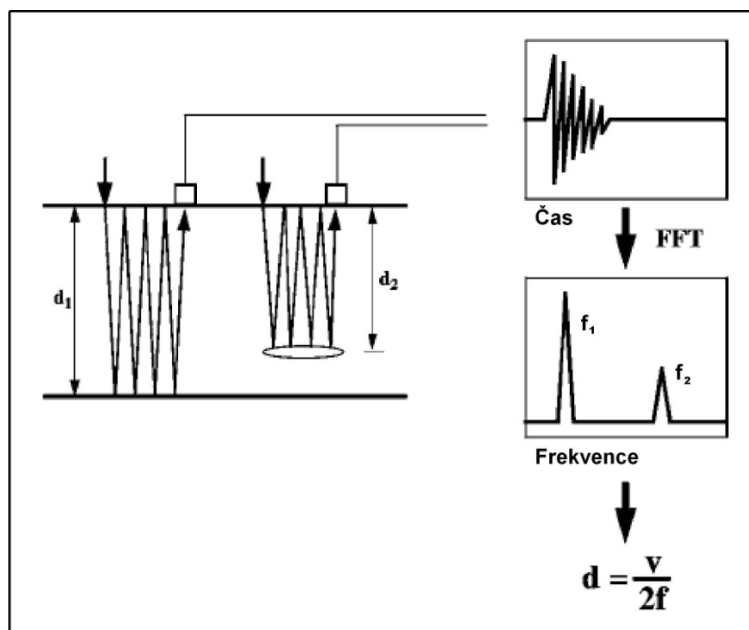 Čas
FFT
d₁
d₂
f₁
f₂
Frekvence
d = v/2f